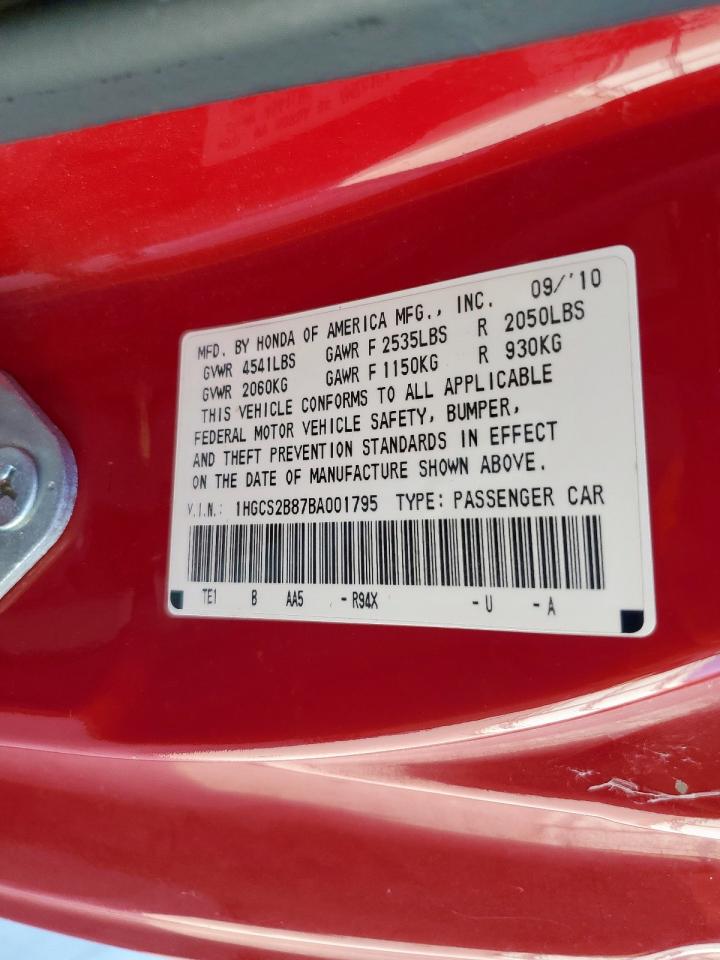 MFD. BY HONDA OF AMERICA MFG., INC. 09/'10
GVWR 4541LBS GAWR F 2535LBS R 2050LBS
GVWR 2060KG GAWR F 1150KG R 930KG
THIS VEHICLE CONFORMS TO ALL APPLICABLE
FEDERAL MOTOR VEHICLE SAFETY, BUMPER,
AND THEFT PREVENTION STANDARDS IN EFFECT
ON THE DATE OF MANUFACTURE SHOWN ABOVE.
V.I.N.: 1HGCS2B87BA001795 TYPE: PASSENGER CAR
TE1 B AA5 - R94X - U - A